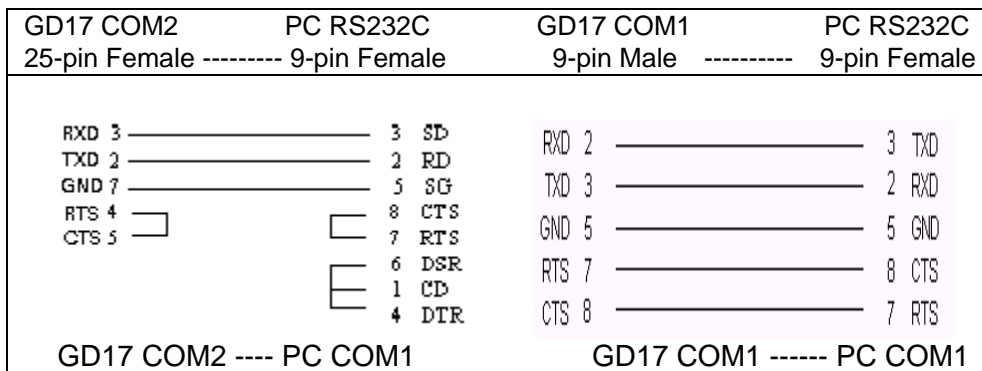 GD17 COM2 PC RS232C GD17 COM1 PC RS232C
25-pin Female --------- 9-pin Female 9-pin Male ---------- 9-pin Female
RXD 3 3 SD
TXD 2 2 RD
GND 7 5 SG
RTS 4 8 CTS
CTS 5 7 RTS
6 DSR
1 CD
4 DTR
RXD 2 3 TXD
TXD 3 2 RXD
GND 5 5 GND
RTS 7 8 CTS
CTS 8 7 RTS
GD17 COM2 ---- PC COM1 GD17 COM1 ------ PC COM1